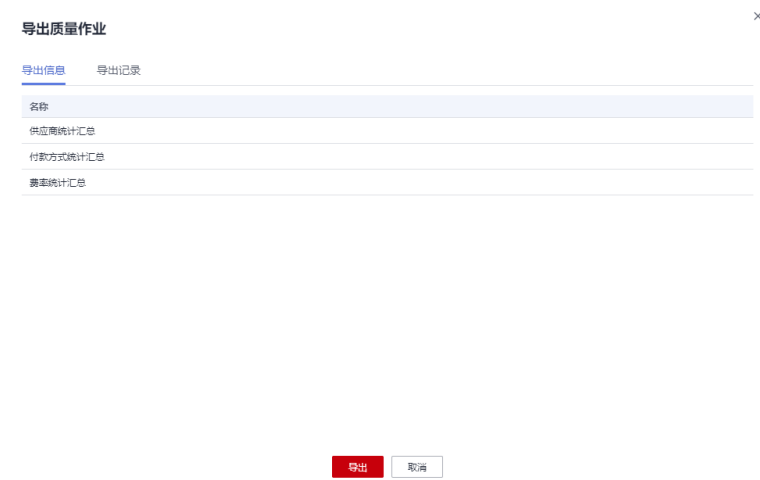 导出质量作业
导出信息 导出记录
名称
供应商统计汇总
付款方式统计汇总
费率统计汇总
导出 取消